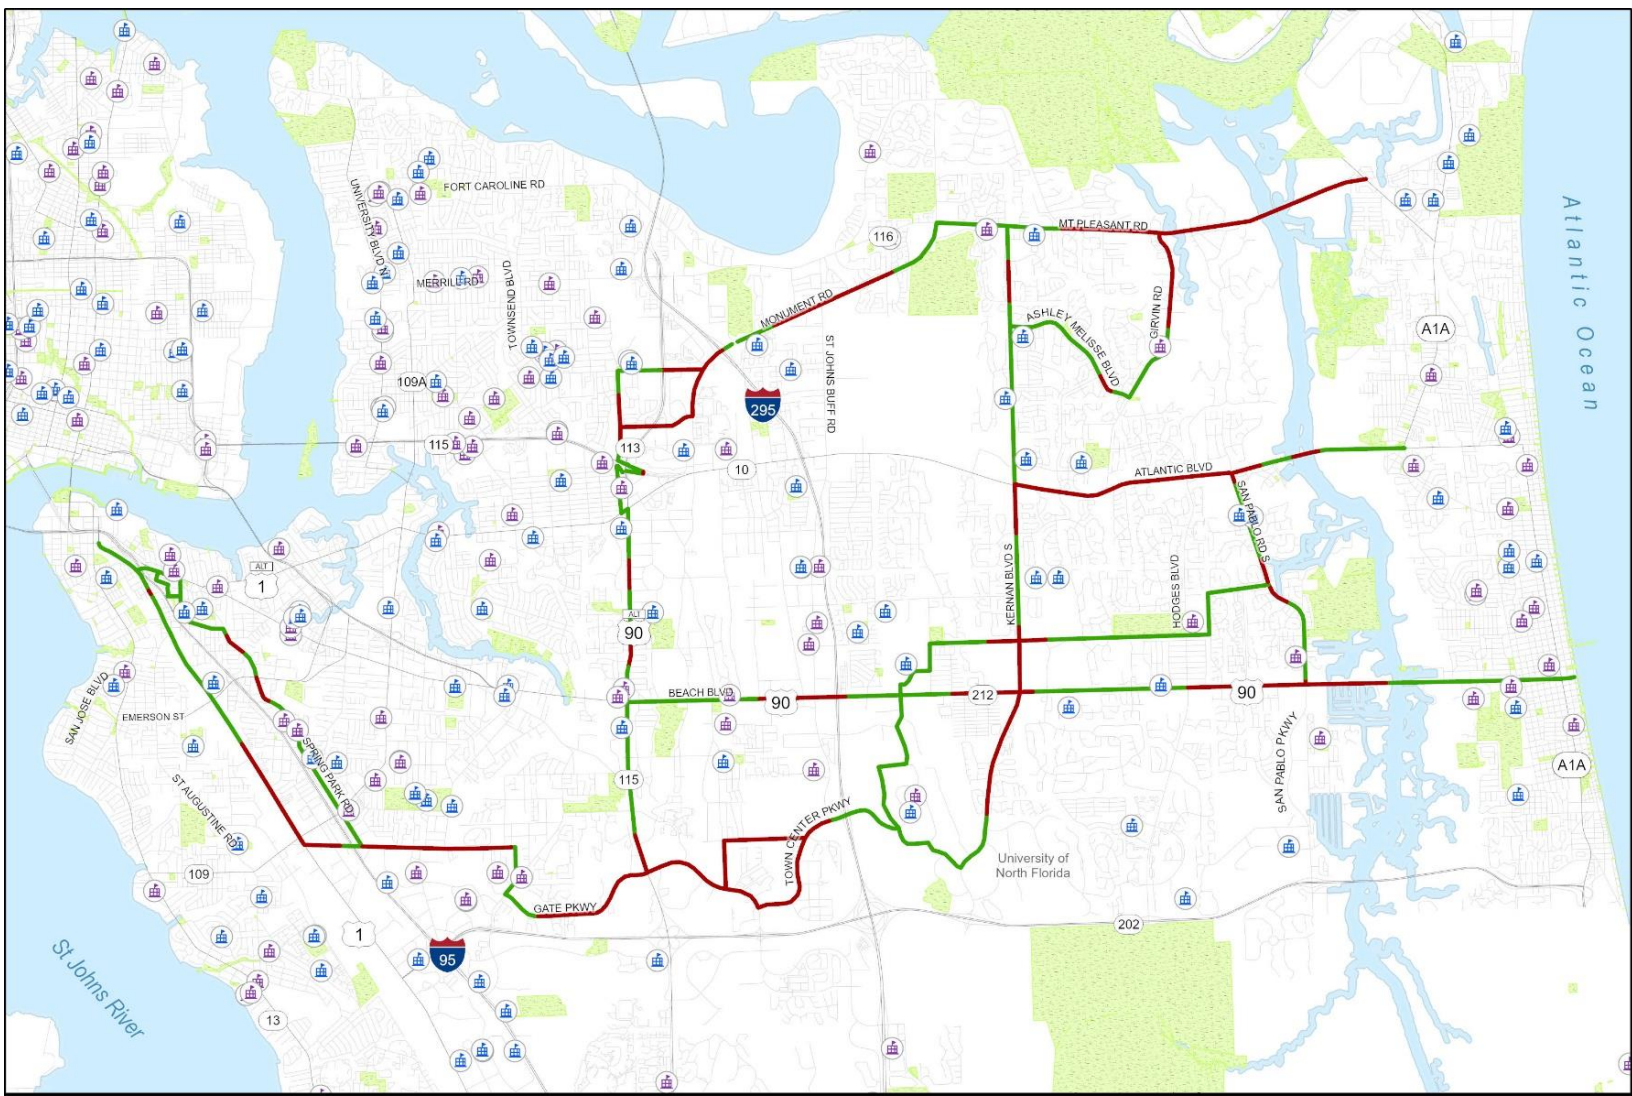 FORT CAROLINE RD
UNIVERSITY BLVD N
116
MT PLEASANT RD
Atlantic Ocean
MERRILL RD
TOWNSEND BLVD
MONUMENT RD
GIRVIN RD
ASHLEY MELISSE BLVD
A1A
ST JOHNS BUFF RD
109A
295
115
113
10
ATLANTIC BLVD
SAN PABLO RD S
ALT
1
KERNAN BLVD S
HODGES BLVD
ALT
90
SAN JOSE BLVD
BEACH BLVD
90
212
90
EMERSON ST
SPRING PARK RD
115
SAN PABLO PKWY
A1A
ST AUGUSTINE RD
TOWN CENTER PKWY
University of
North Florida
109
GATE PKWY
202
1
95
St Johns River
13